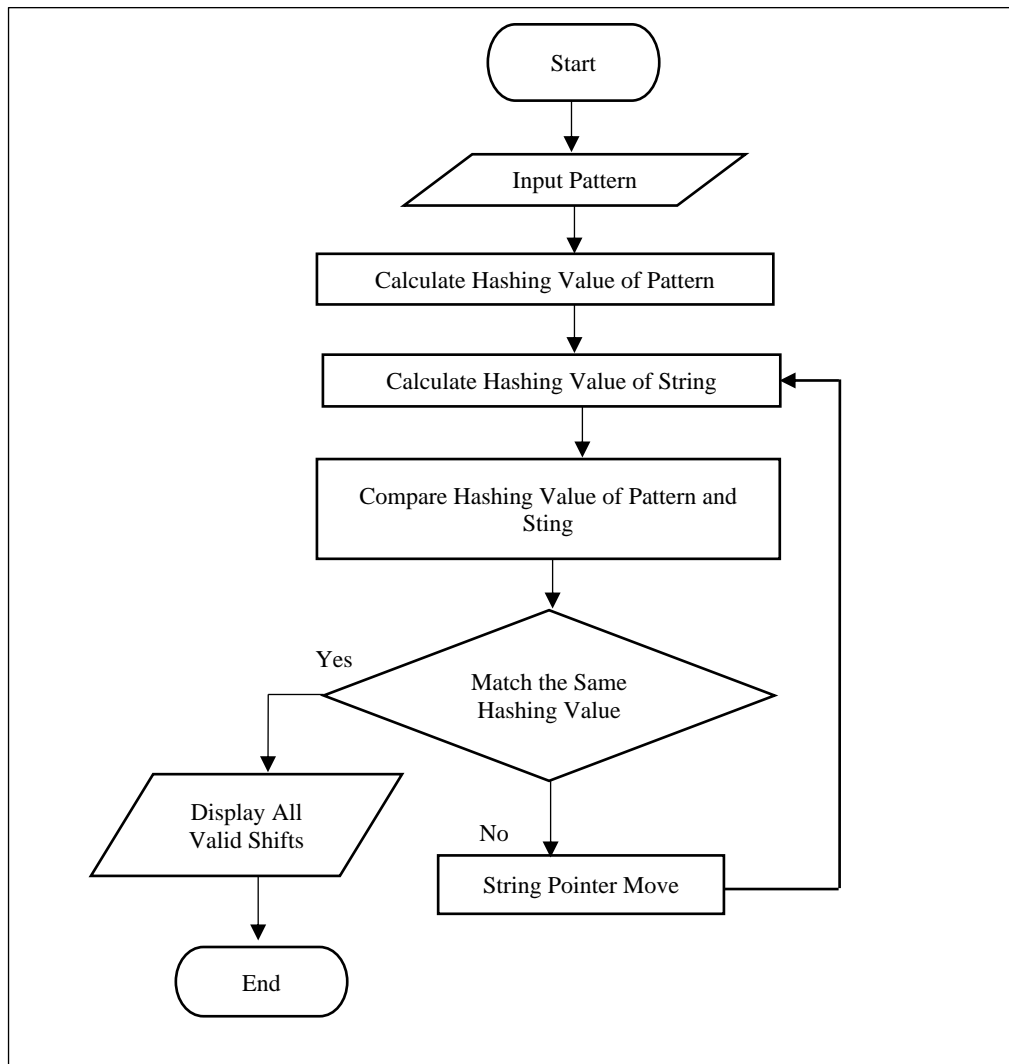 Start
Input Pattern
Calculate Hashing Value of Pattern
Calculate Hashing Value of String
Compare Hashing Value of Pattern and
Sting
Yes
Match the Same
Hashing Value
Display All
Valid Shifts
No
String Pointer Move
End